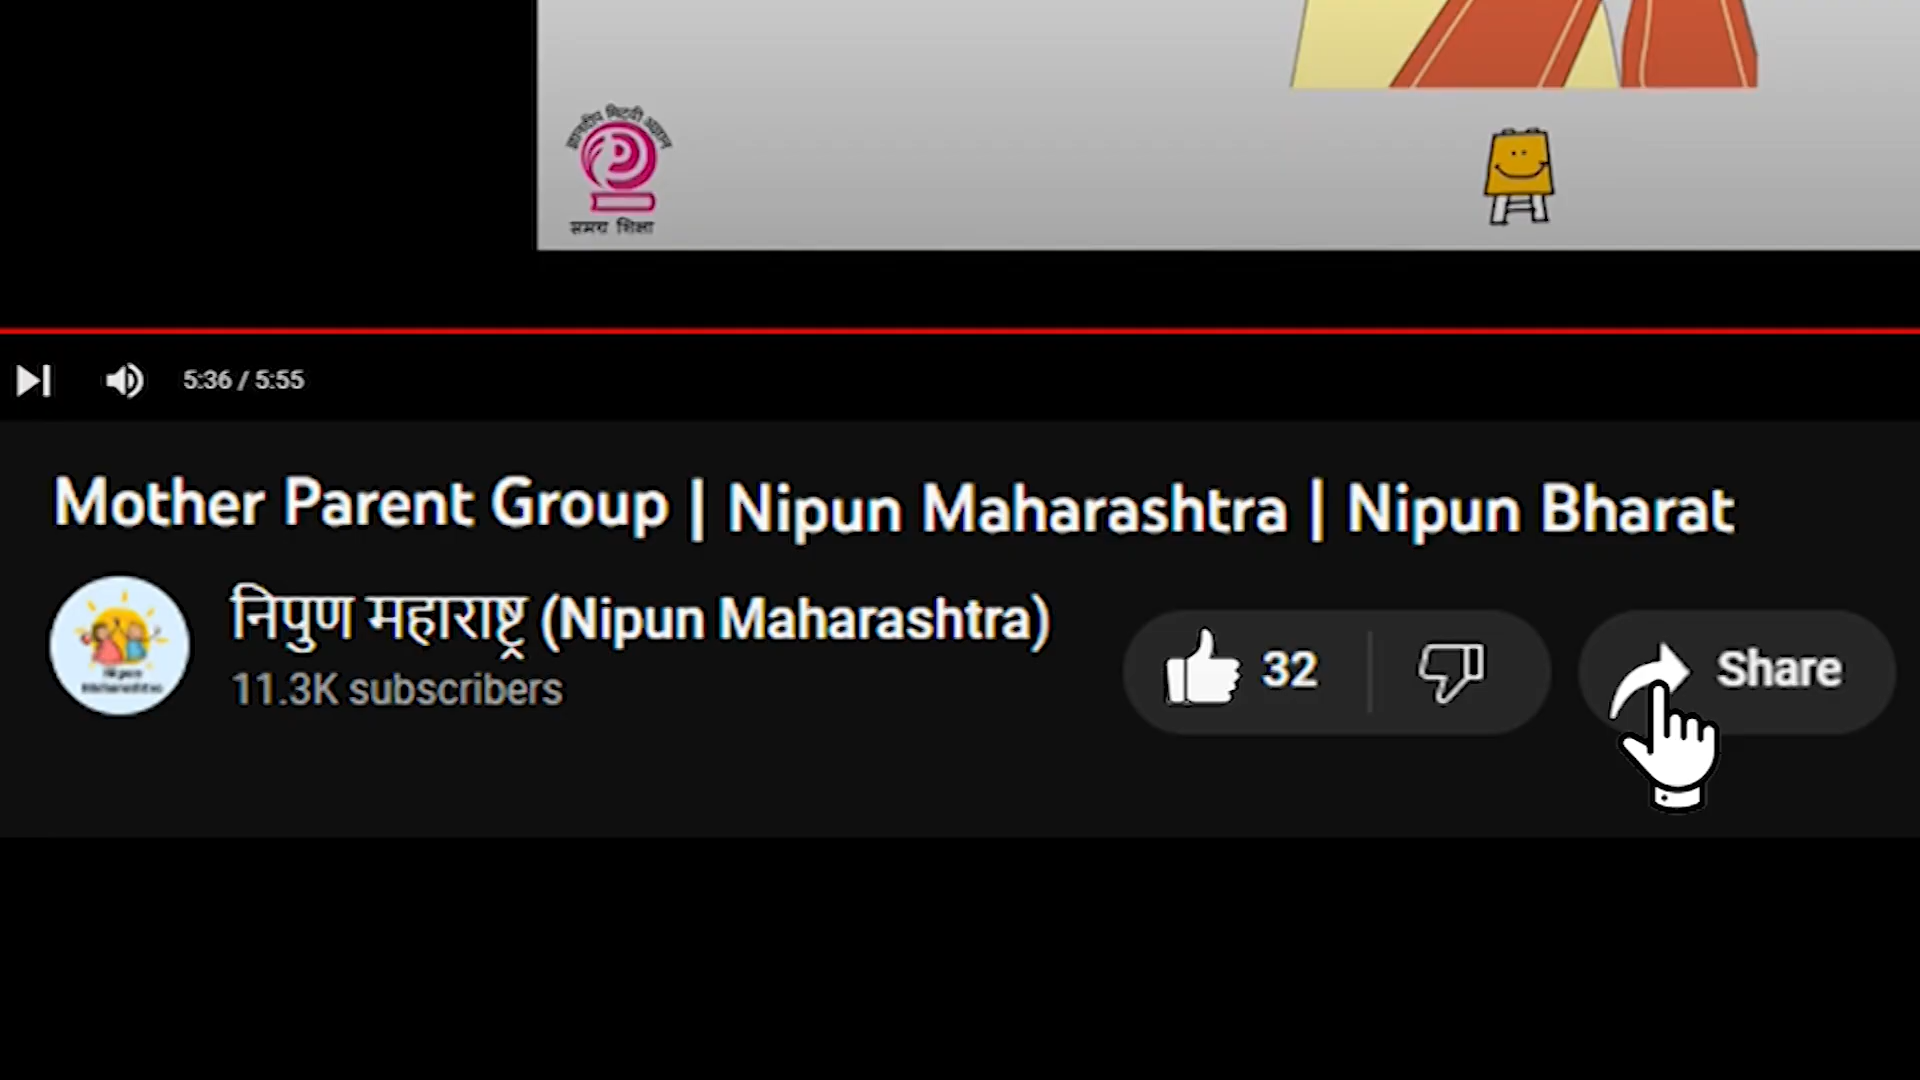 समग्र शिक्षा
5:36 / 5:55
Mother Parent Group | Nipun Maharashtra | Nipun Bharat
निपुण महाराष्ट्र (Nipun Maharashtra)
11.3K subscribers
32
Share